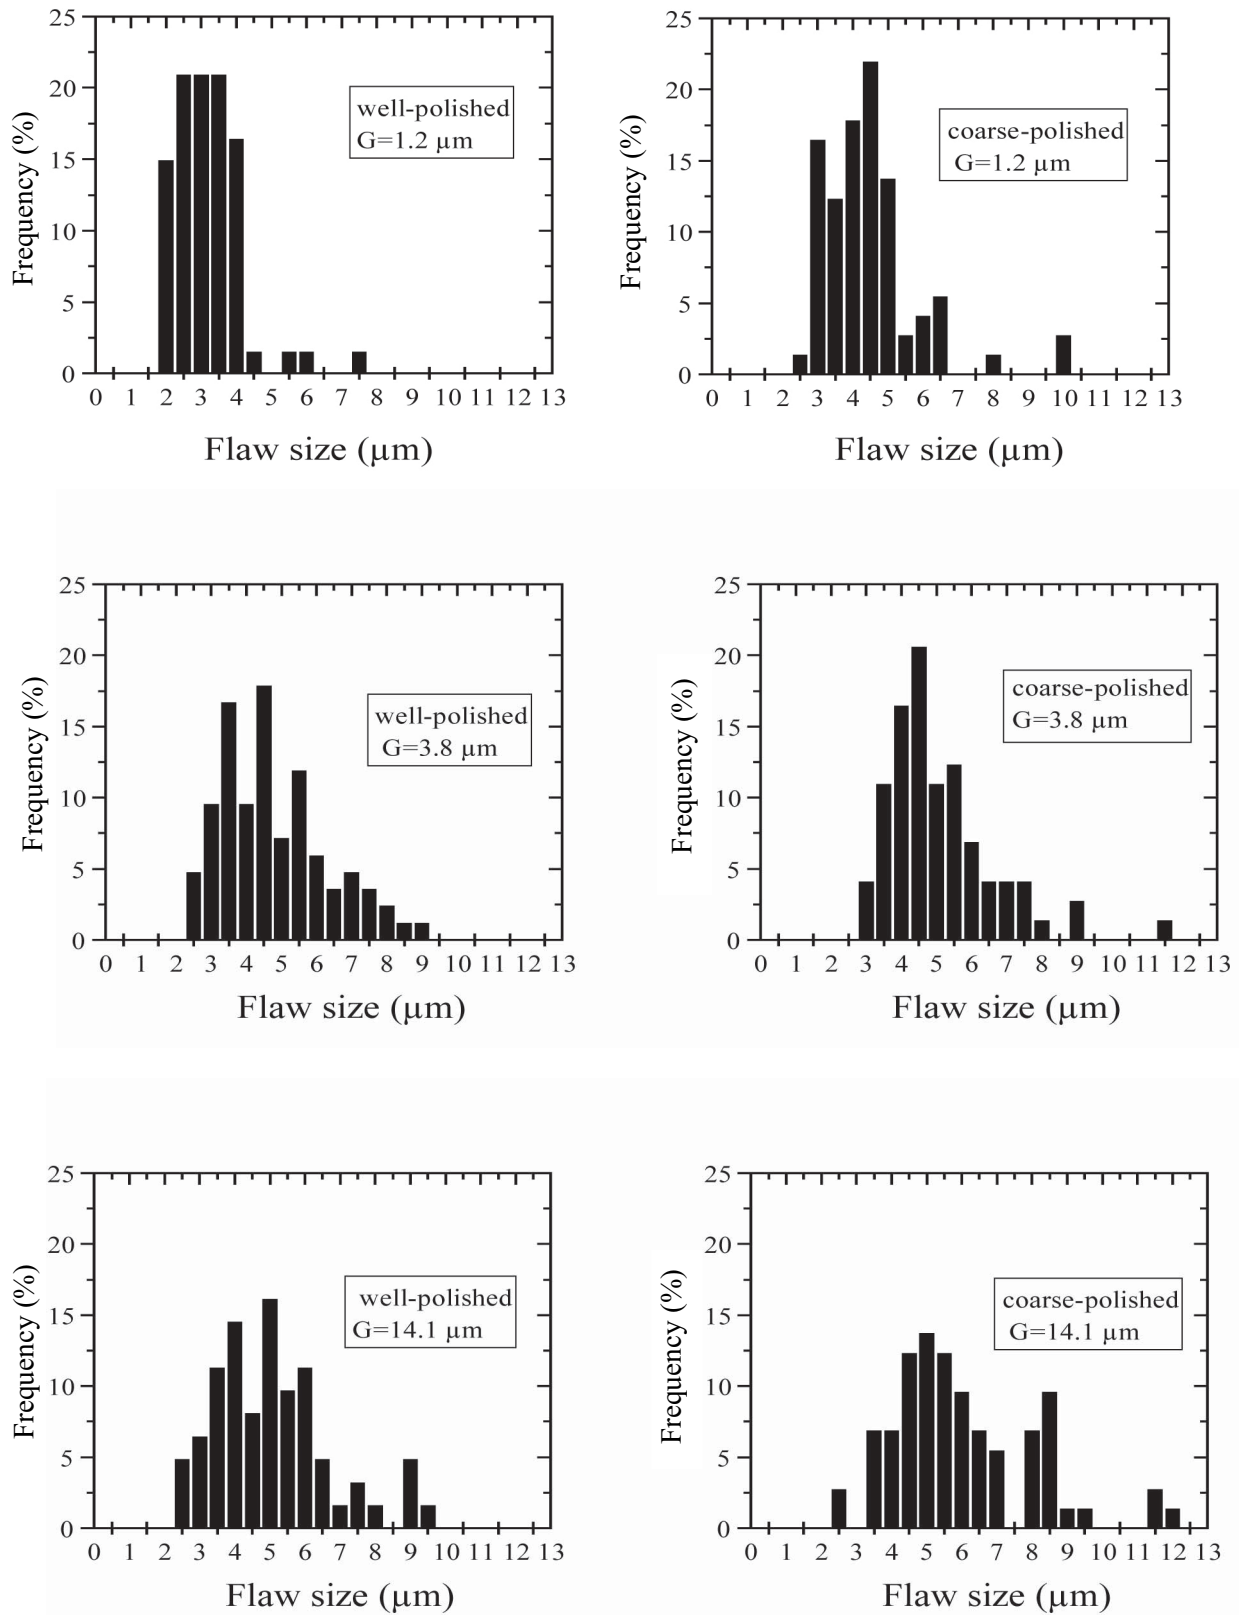 25
20
15
10
5
0
Frequency (%)
well-polished
G=1.2 µm
0 1 2 3 4 5 6 7 8 9 10 11 12 13
Flaw size (µm)
25
20
15
10
5
0
Frequency (%)
coarse-polished
G=1.2 µm
0 1 2 3 4 5 6 7 8 9 10 11 12 13
Flaw size (µm)
25
20
15
10
5
0
Frequency (%)
well-polished
G=3.8 µm
0 1 2 3 4 5 6 7 8 9 10 11 12 13
Flaw size (µm)
25
20
15
10
5
0
Frequency (%)
coarse-polished
G=3.8 µm
0 1 2 3 4 5 6 7 8 9 10 11 12 13
Flaw size (µm)
25
20
15
10
5
0
Frequency (%)
well-polished
G=14.1 µm
0 1 2 3 4 5 6 7 8 9 10 11 12 13
Flaw size (µm)
25
20
15
10
5
0
Frequency (%)
coarse-polished
G=14.1 µm
0 1 2 3 4 5 6 7 8 9 10 11 12 13
Flaw size (µm)